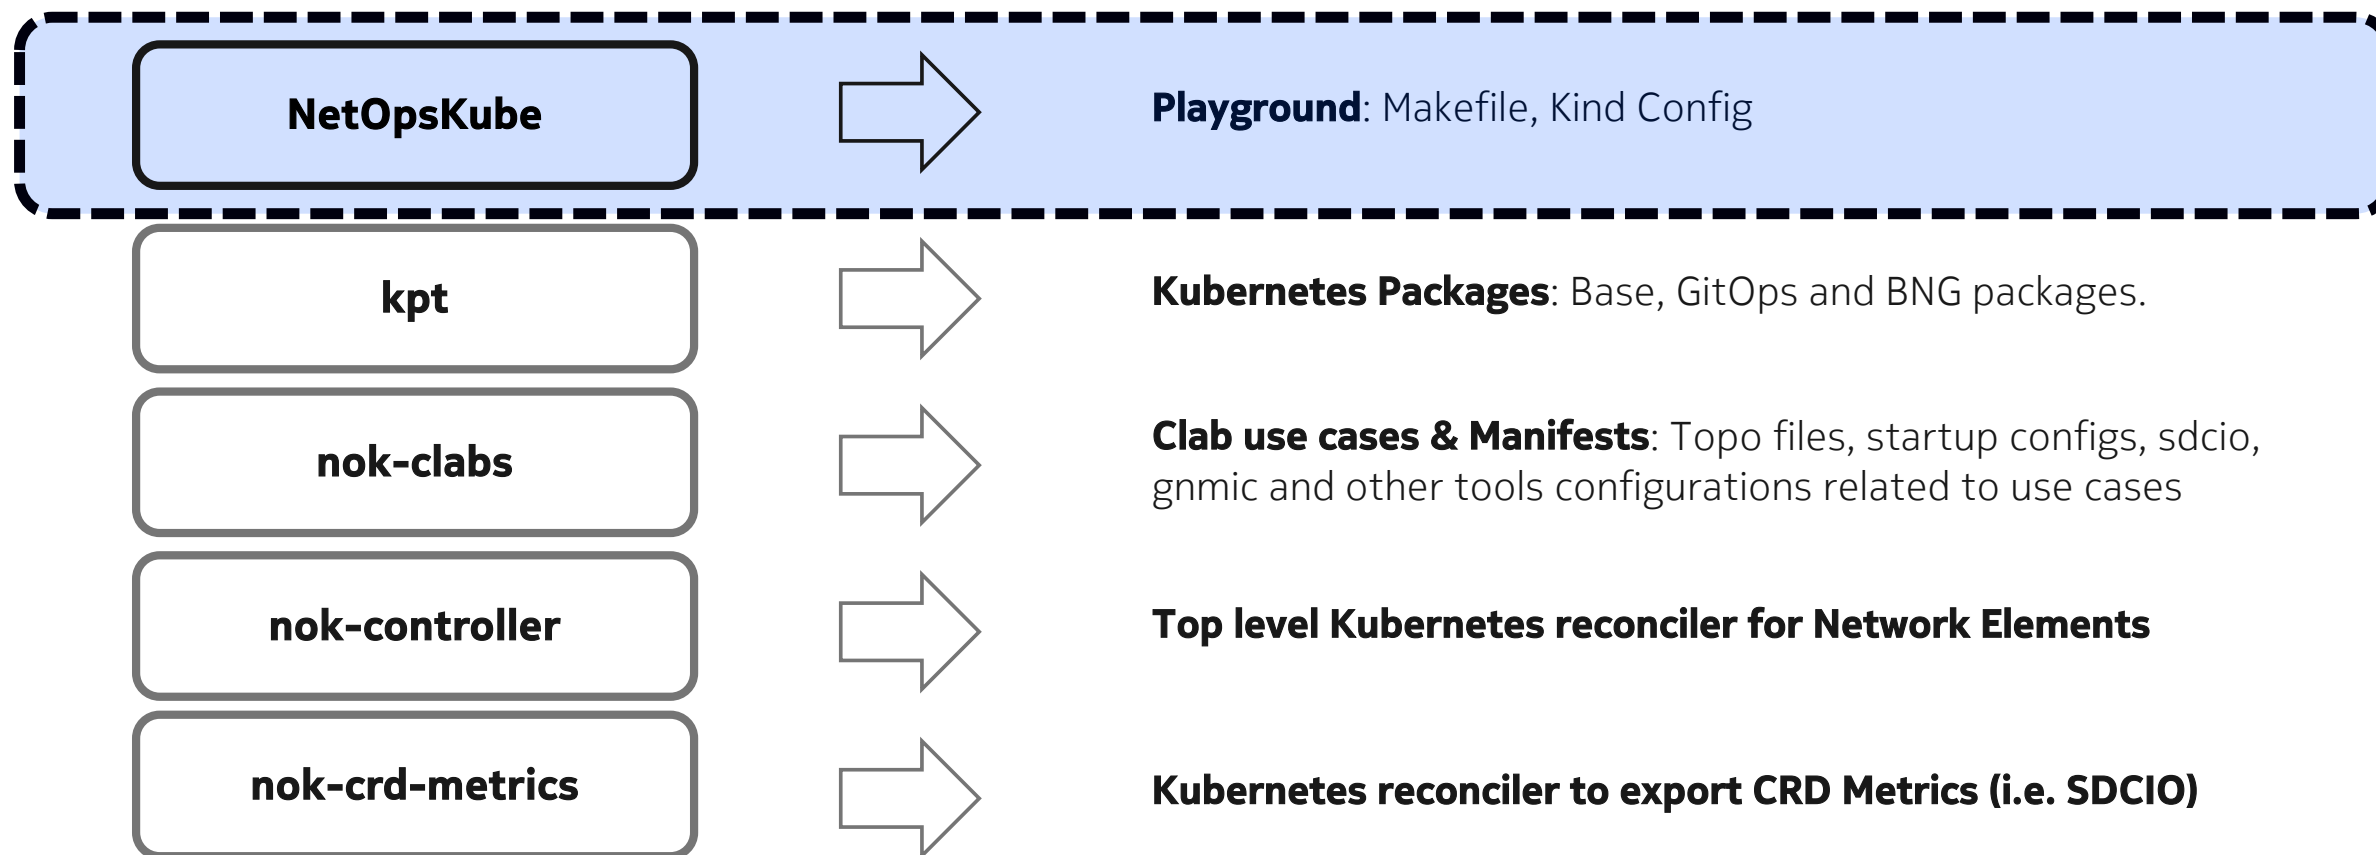 NetOpsKube
Playground: Makefile, Kind Config
kpt
Kubernetes Packages: Base, GitOps and BNG packages.
nok-clabs
Clab use cases & Manifests: Topo files, startup configs, sdcio,
gnmic and other tools configurations related to use cases
nok-controller
Top level Kubernetes reconciler for Network Elements
nok-crd-metrics
Kubernetes reconciler to export CRD Metrics (i.e. SDCIO)